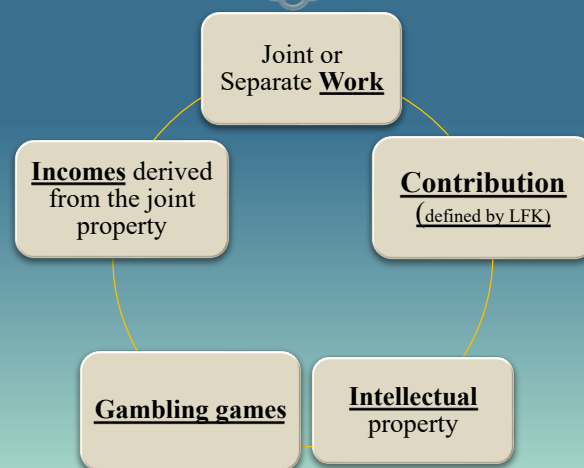 Joint or
Separate Work
Incomes derived
from the joint
property
Contribution
(defined by LFK)
Gambling games
Intellectual
property